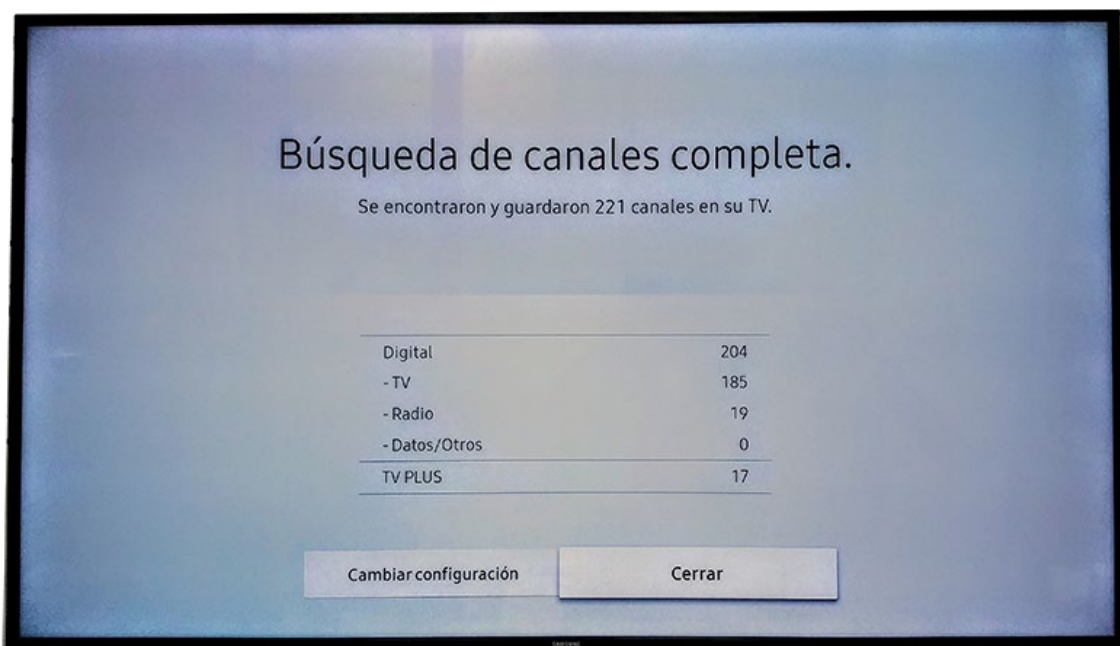 Búsqueda de canales completa.
Se encontraron y guardaron 221 canales en su TV.
Digital 204
- TV 185
- Radio 19
- Datos/Otros 0
TV PLUS 17
Cambiar configuración Cerrar
SAMSUNG